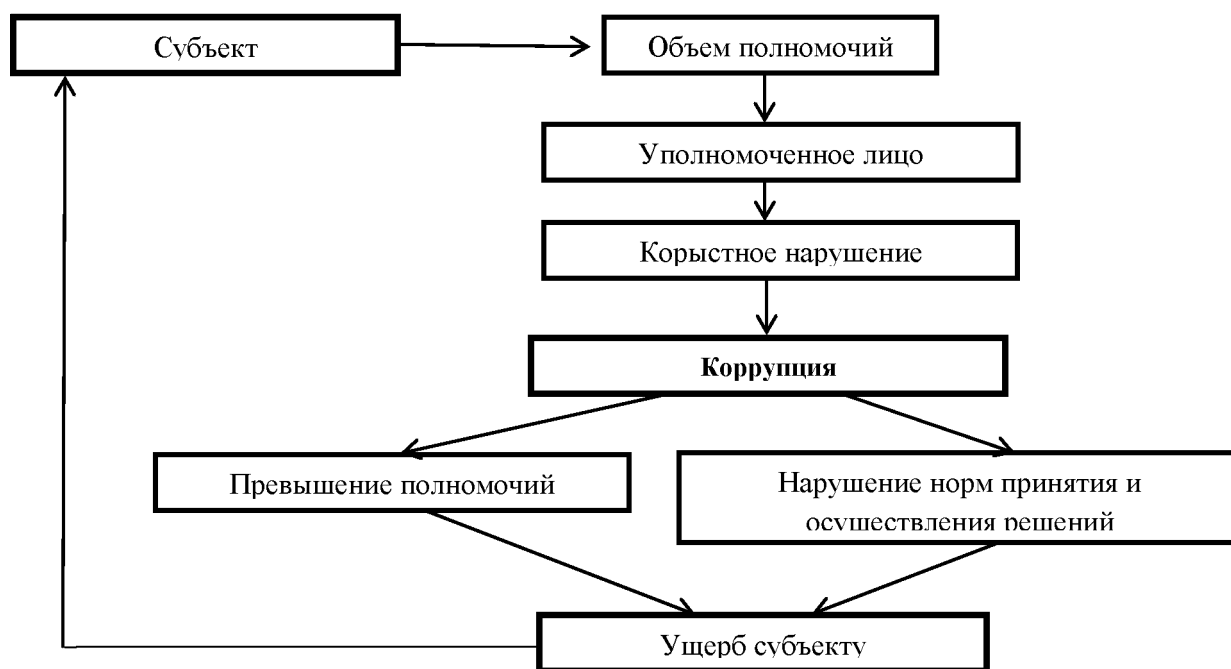 Субъект
Объем полномочий
Уполномоченное лицо
Корыстное нарушение
Коррупция
Превышение полномочий
Нарушение норм принятия и
осуществления решений
Ущерб субъекту